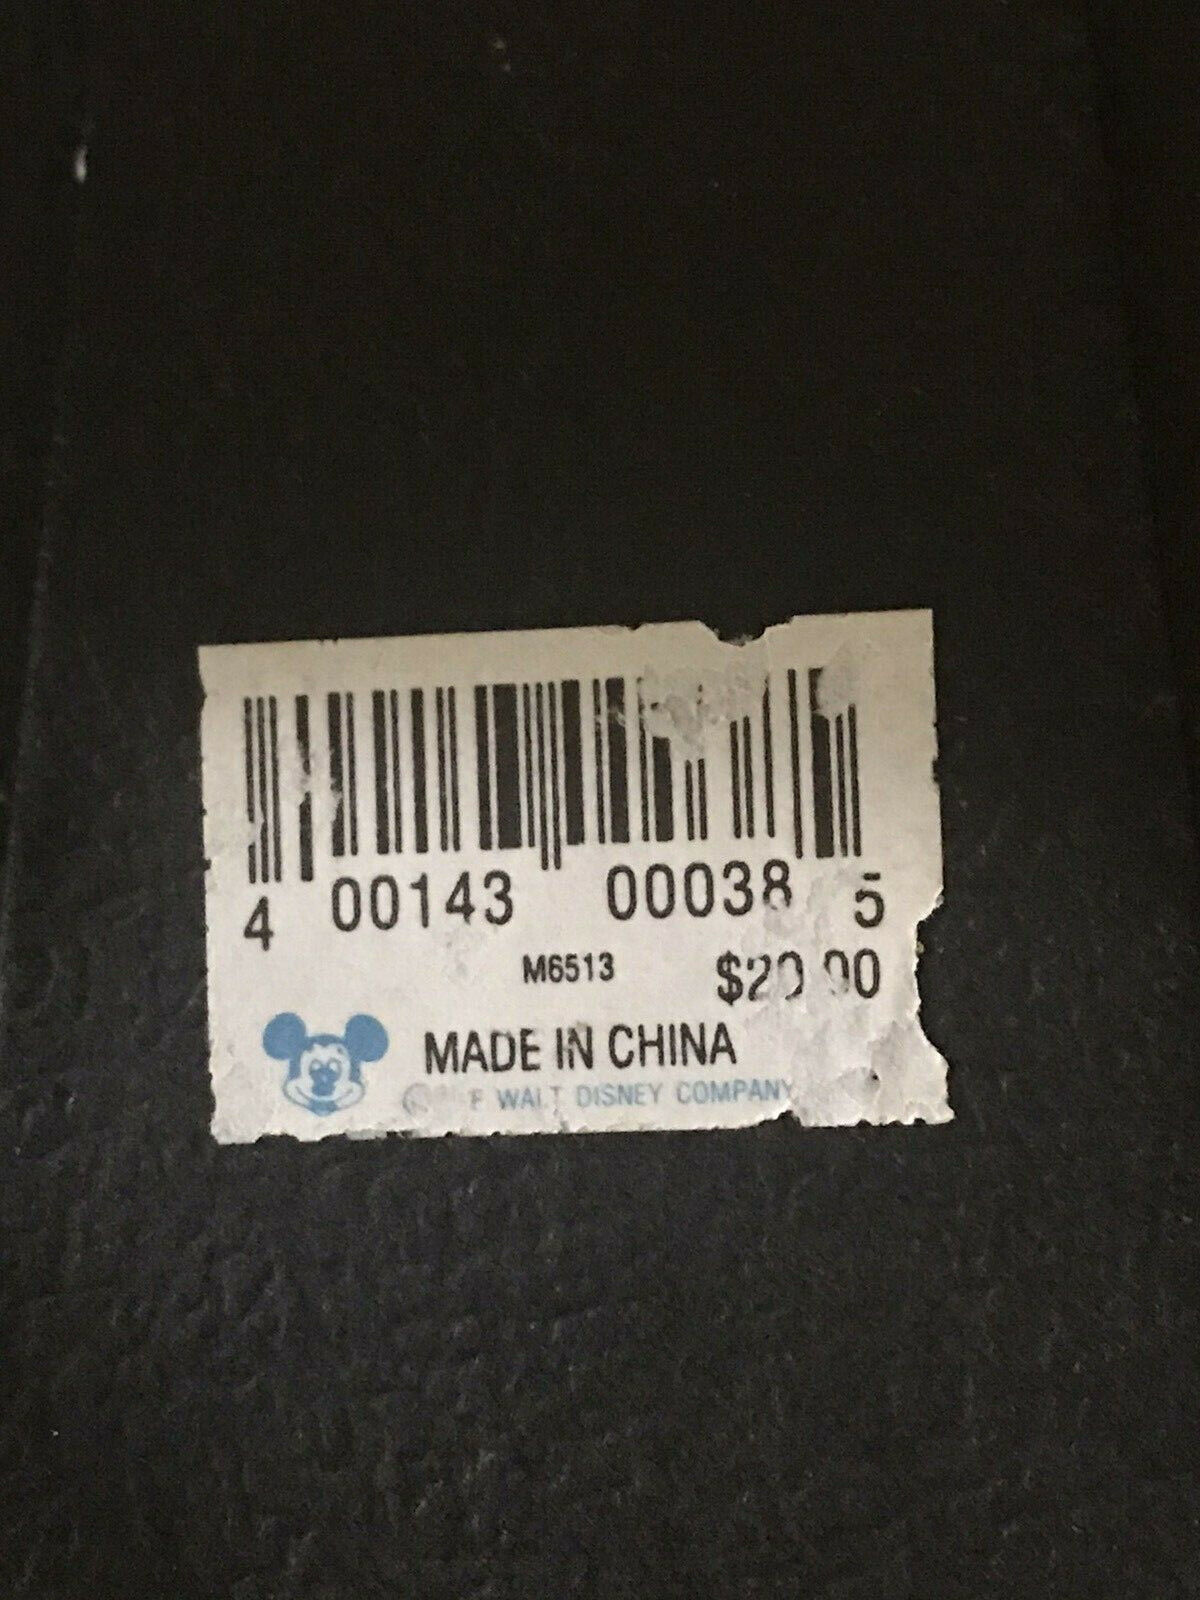 4 00143 00038 5
M6513 $20.00
MADE IN CHINA
WALT DISNEY COMPANY